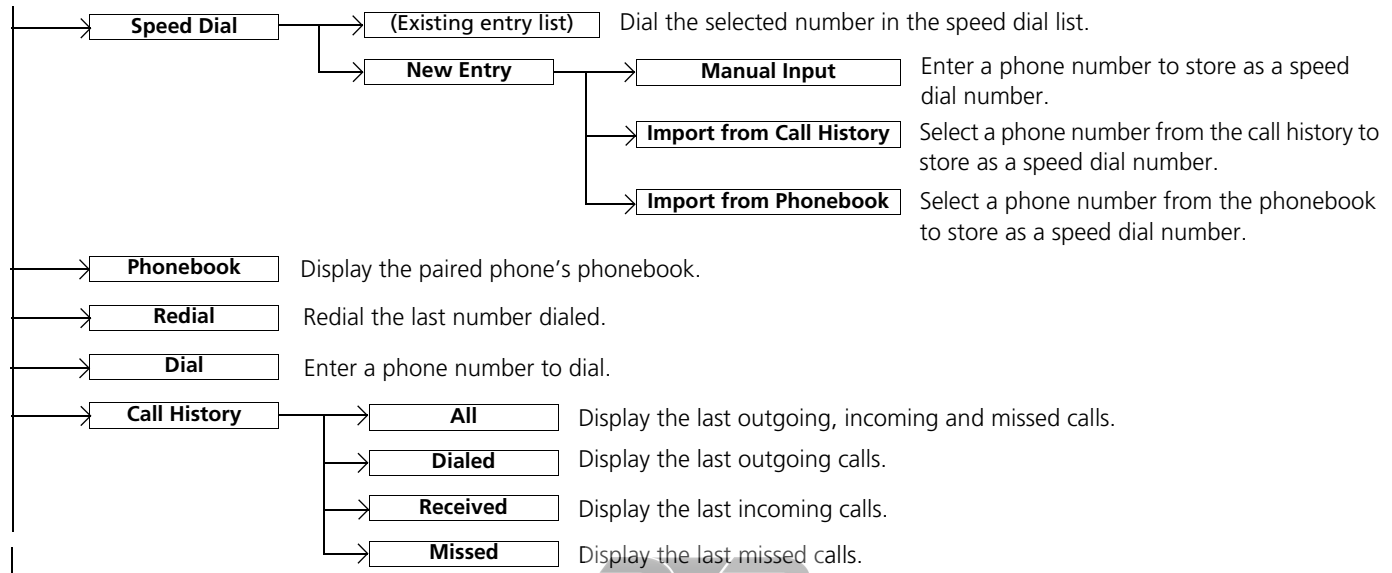 Speed Dial
(Existing entry list)
Dial the selected number in the speed dial list.
New Entry
Manual Input
Enter a phone number to store as a speed
dial number.
Import from Call History
Select a phone number from the call history to
store as a speed dial number.
Import from Phonebook
Select a phone number from the phonebook
to store as a speed dial number.
Phonebook
Display the paired phone’s phonebook.
Redial
Redial the last number dialed.
Dial
Enter a phone number to dial.
Call History
All
Display the last outgoing, incoming and missed calls.
Dialed
Display the last outgoing calls.
Received
Display the last incoming calls.
Missed
Display the last missed calls.